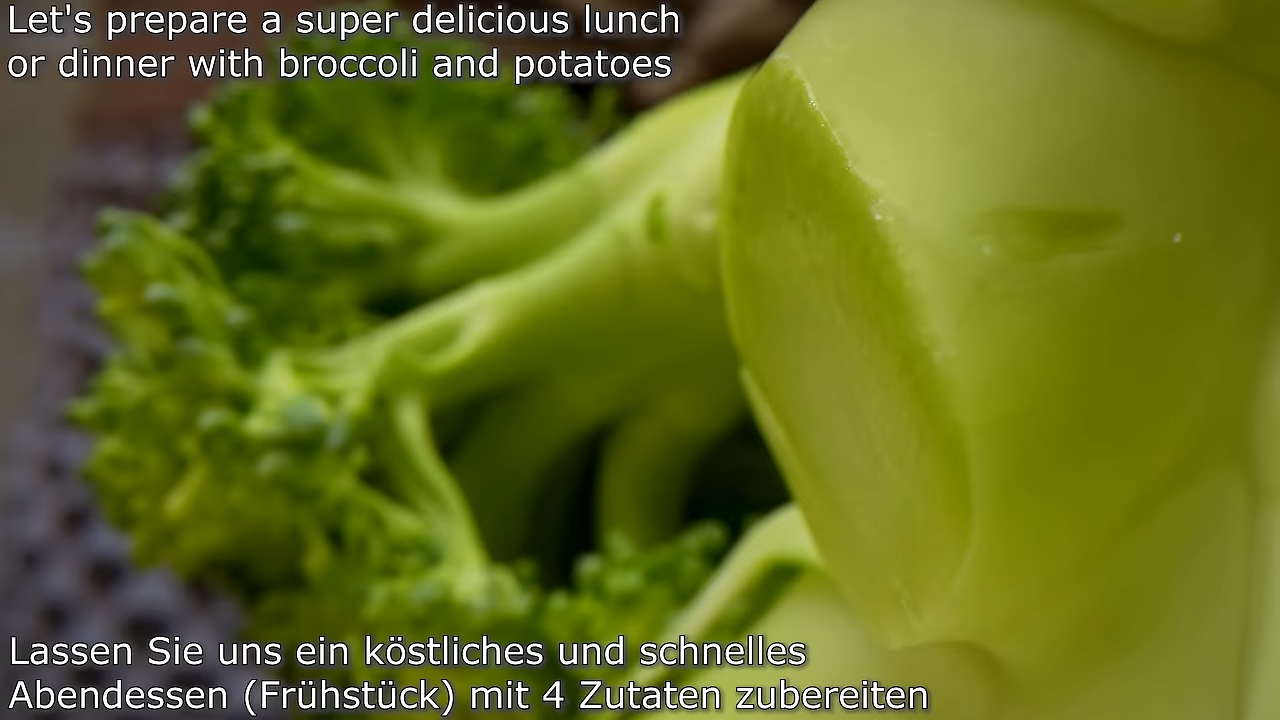 Let's prepare a super delicious lunch
or dinner with broccoli and potatoes
Lassen Sie uns ein köstliches und schnelles
Abendessen (Frühstück) mit 4 Zutaten zubereiten